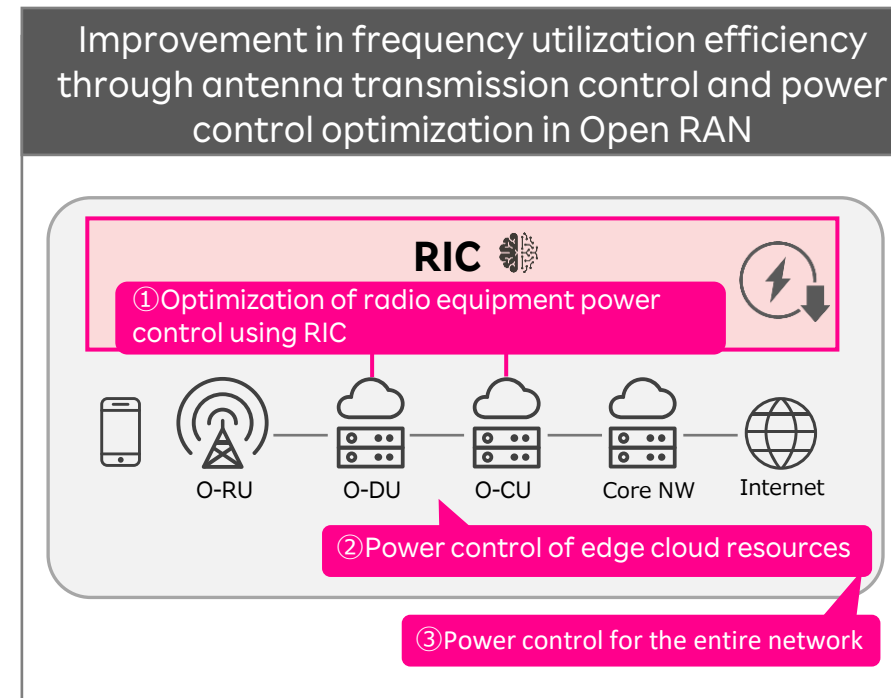 Improvement in frequency utilization efficiency
through antenna transmission control and power
control optimization in Open RAN
RIC
①Optimization of radio equipment power
control using RIC
O-RU
O-DU
O-CU
Core NW
Internet
②Power control of edge cloud resources
③Power control for the entire network